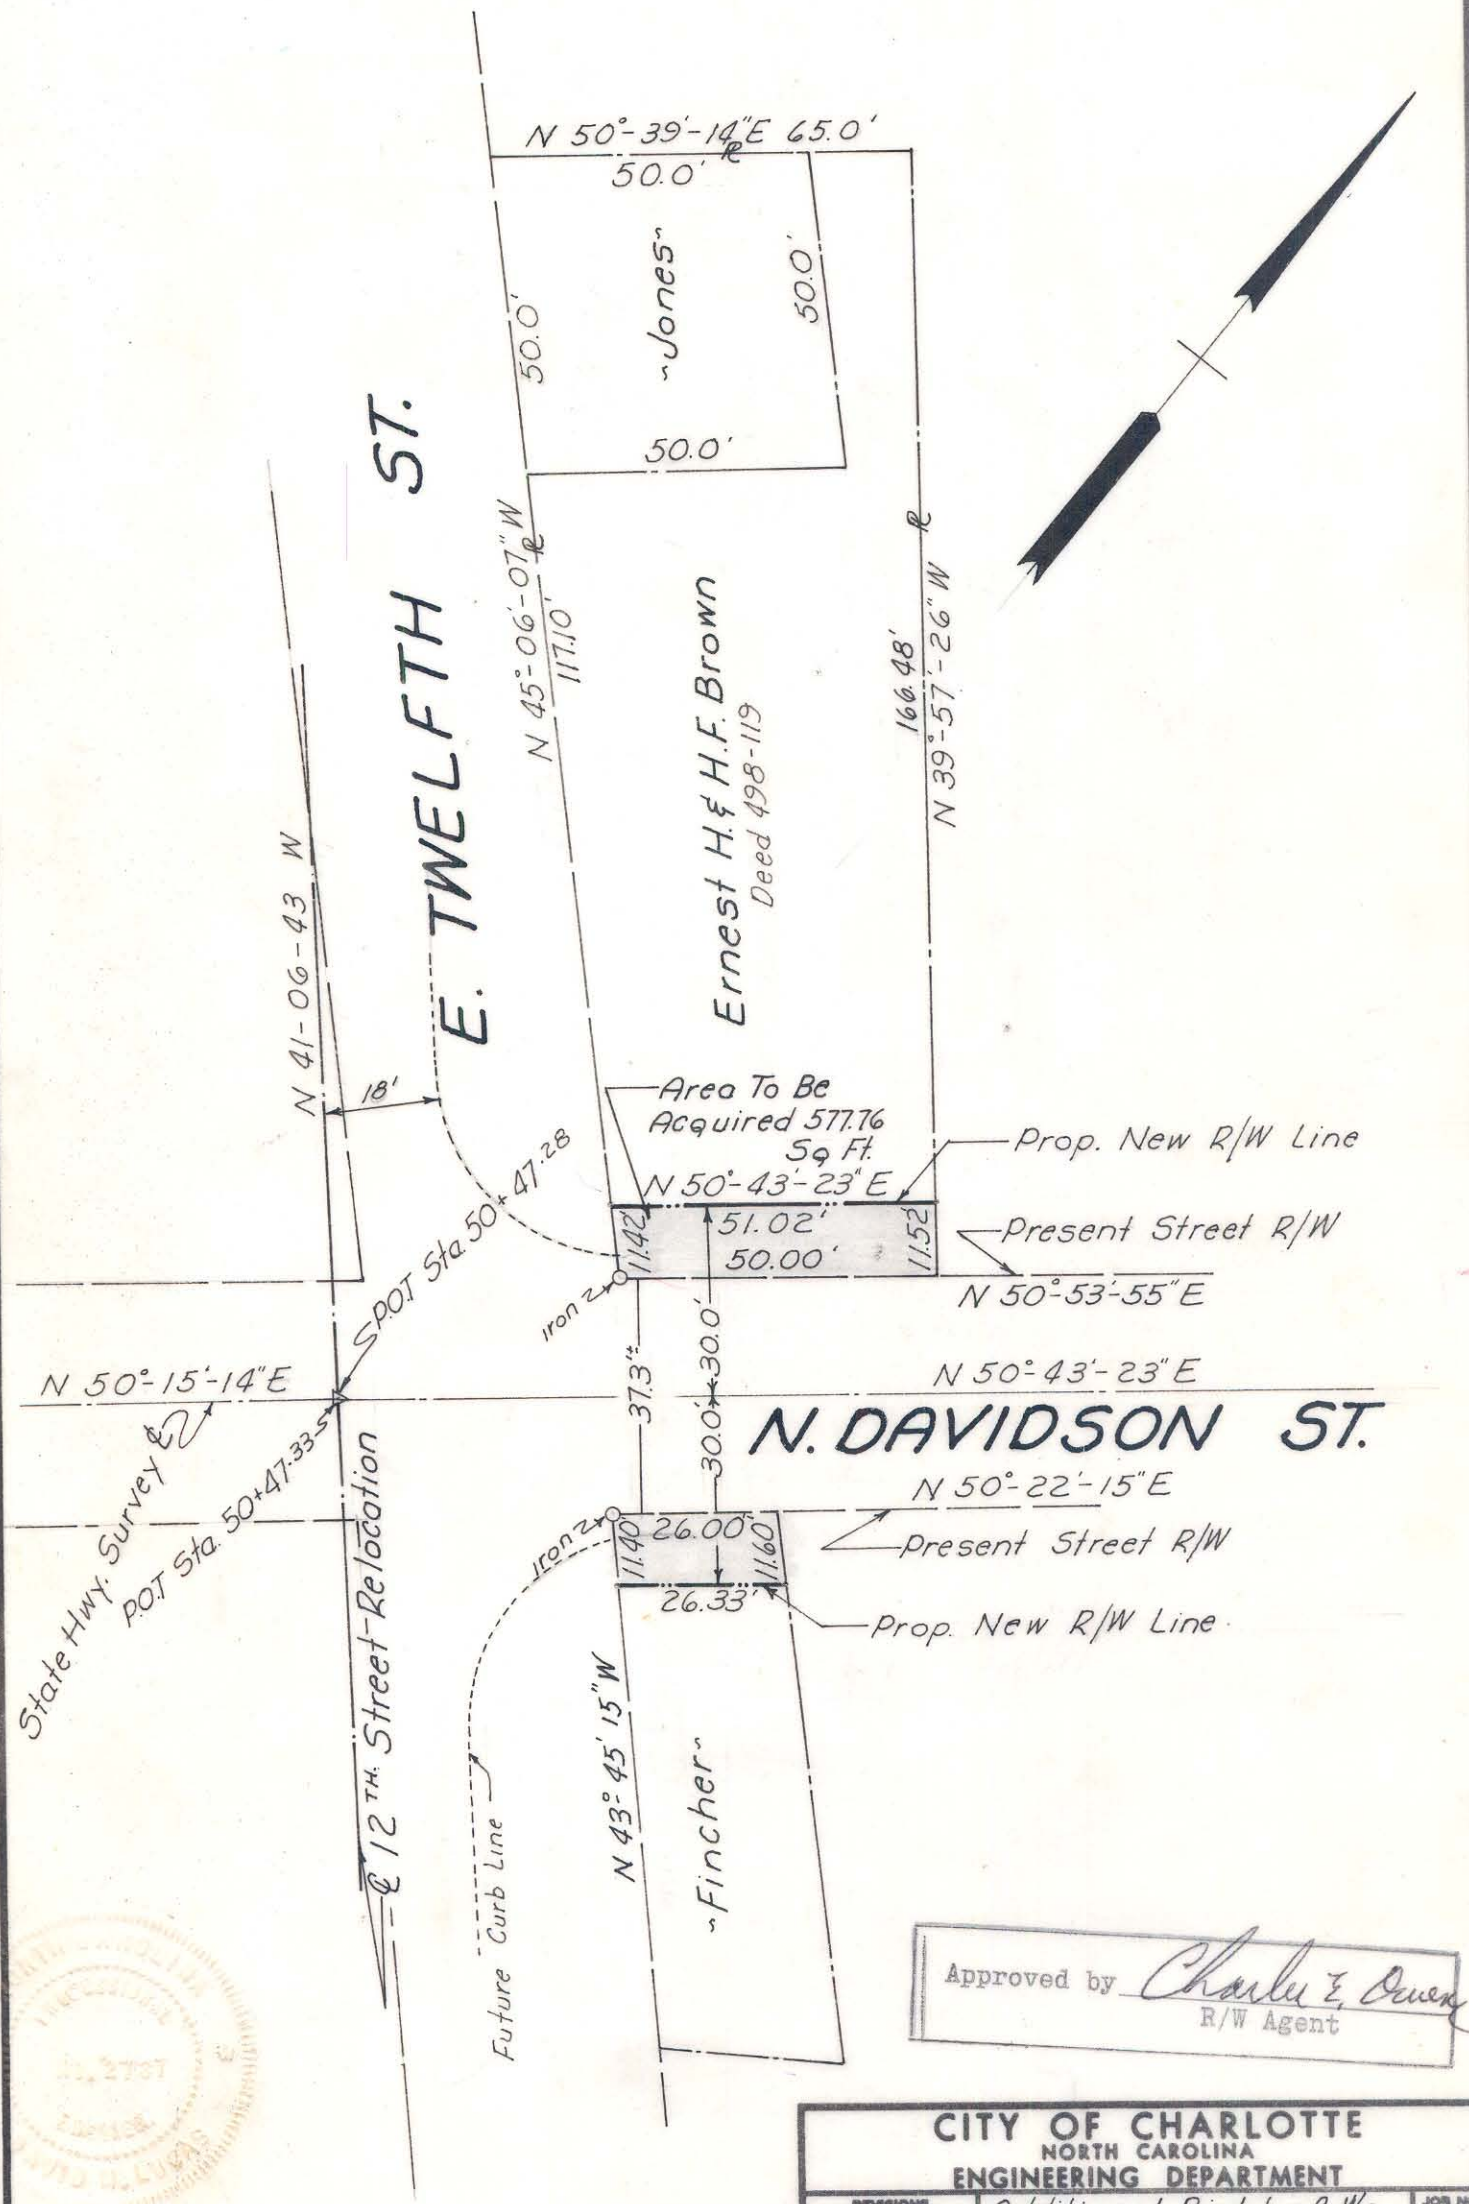 N 50°-39'-14"E 65.0'
50.0'
50.0'
~Jones~
50.0'
50.0'
E. TWELFTH ST.
N 45°-06'-07"W
117.10'
Ernest H. & H.F. Brown
Deed 498-119
166.48'
N 39°-57'-26" W
N 41-06-43 W
18'
Area To Be
Acquired 577.76
Sq Ft.
Prop. New R/W Line
N 50°-43'-23" E
51.02'
50.00'
11.42'
11.52'
Present Street R/W
N 50°-53'-55" E
P.O.T Sta. 50+47.28
Iron
37.3'±
30.0'
30.0'
N 50°-15'-14"E
N 50°-43'-23" E
N. DAVIDSON ST.
State Hwy. Survey ℄
P.O.T Sta. 50+47.33
N 50°-22'-15" E
Present Street R/W
Iron
11.40'
26.00'
11.60'
26.33'
Prop. New R/W Line
℄ 12TH. Street-Relocation
N 43° 45' 15" W
~Fincher~
Future Curb Line
Approved by Charles E. Owen
R/W Agent
CITY OF CHARLOTTE
NORTH CAROLINA
ENGINEERING DEPARTMENT